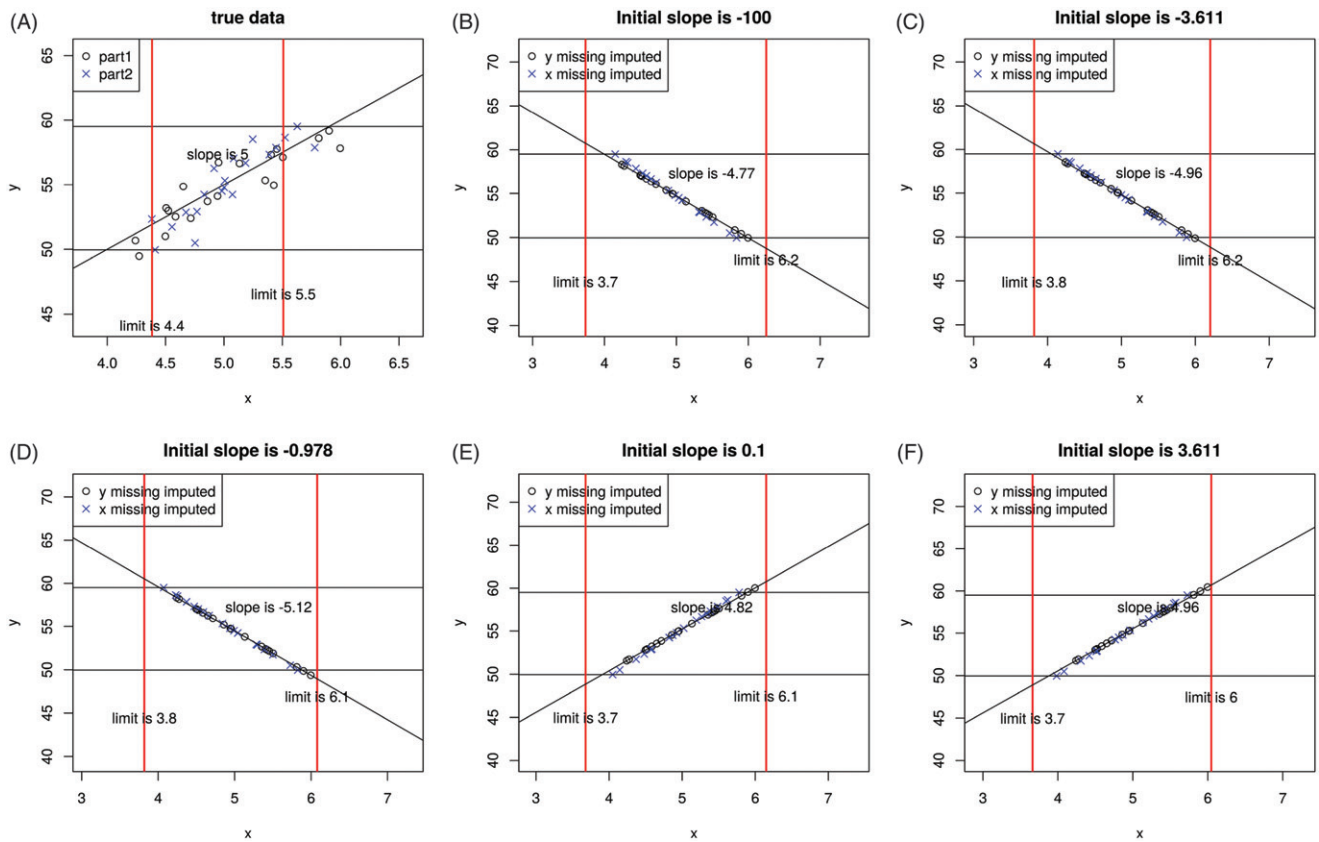 (A)
true data
part1
part2
65
60
55
50
45
y
slope is 5
limit is 5.5
limit is 4.4
4.0
4.5
5.0
5.5
6.0
6.5
x
(B)
Initial slope is -100
y missing imputed
x missing imputed
70
65
60
55
50
45
40
y
slope is -4.77
limit is 6.2
limit is 3.7
3
4
5
6
7
x
(C)
Initial slope is -3.611
y missing imputed
x missing imputed
70
65
60
55
50
45
40
y
slope is -4.96
limit is 6.2
limit is 3.8
3
4
5
6
7
x
(D)
Initial slope is -0.978
y missing imputed
x missing imputed
70
65
60
55
50
45
40
y
slope is -5.12
limit is 6.1
limit is 3.8
3
4
5
6
7
x
(E)
Initial slope is 0.1
y missing imputed
x missing imputed
70
65
60
55
50
45
40
y
slope is 4.82
limit is 6.1
limit is 3.7
3
4
5
6
7
x
(F)
Initial slope is 3.611
y missing imputed
x missing imputed
70
65
60
55
50
45
40
y
slope is 4.96
limit is 6
limit is 3.7
3
4
5
6
7
x